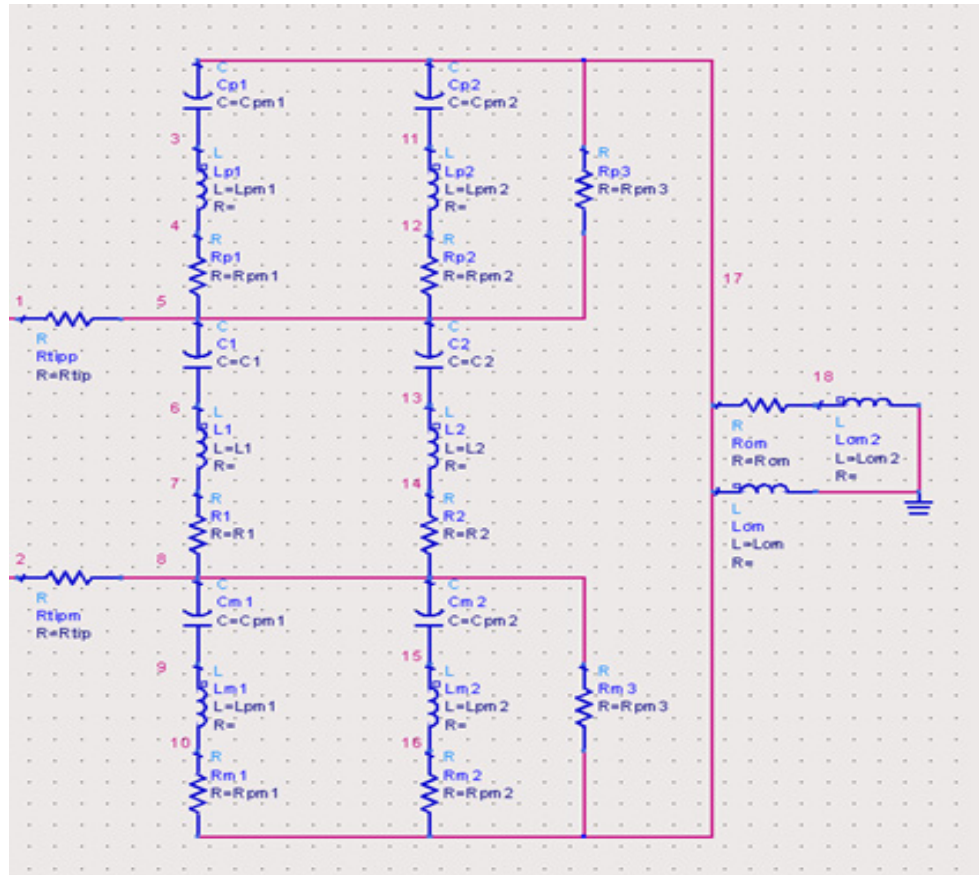 C
Cp1
C=Cpm1
C
Cp2
C=Cpm2
3
11
L
Lp1
L=Lpm1
R=
L
Lp2
L=Lpm2
R=
R
Rp3
R=Rpm3
4
12
R
Rp1
R=Rpm1
R
Rp2
R=Rpm2
17
1
5
R
Rtipp
R=Rtip
C
C1
C=C1
C
C2
C=C2
6
13
18
L
L1
L=L1
R=
L
L2
L=L2
R=
R
Rom
R=Rom
L
Lom2
L=Lom2
R=
7
14
R
R1
R=R1
R
R2
R=R2
L
Lom
L=Lom
R=
2
8
R
Rtipm
R=Rtip
C
Cm1
C=Cpm1
C
Cm2
C=Cpm2
9
15
L
Lm1
L=Lpm1
R=
L
Lm2
L=Lpm2
R=
R
Rm3
R=Rpm3
10
16
R
Rm1
R=Rpm1
R
Rm2
R=Rpm2